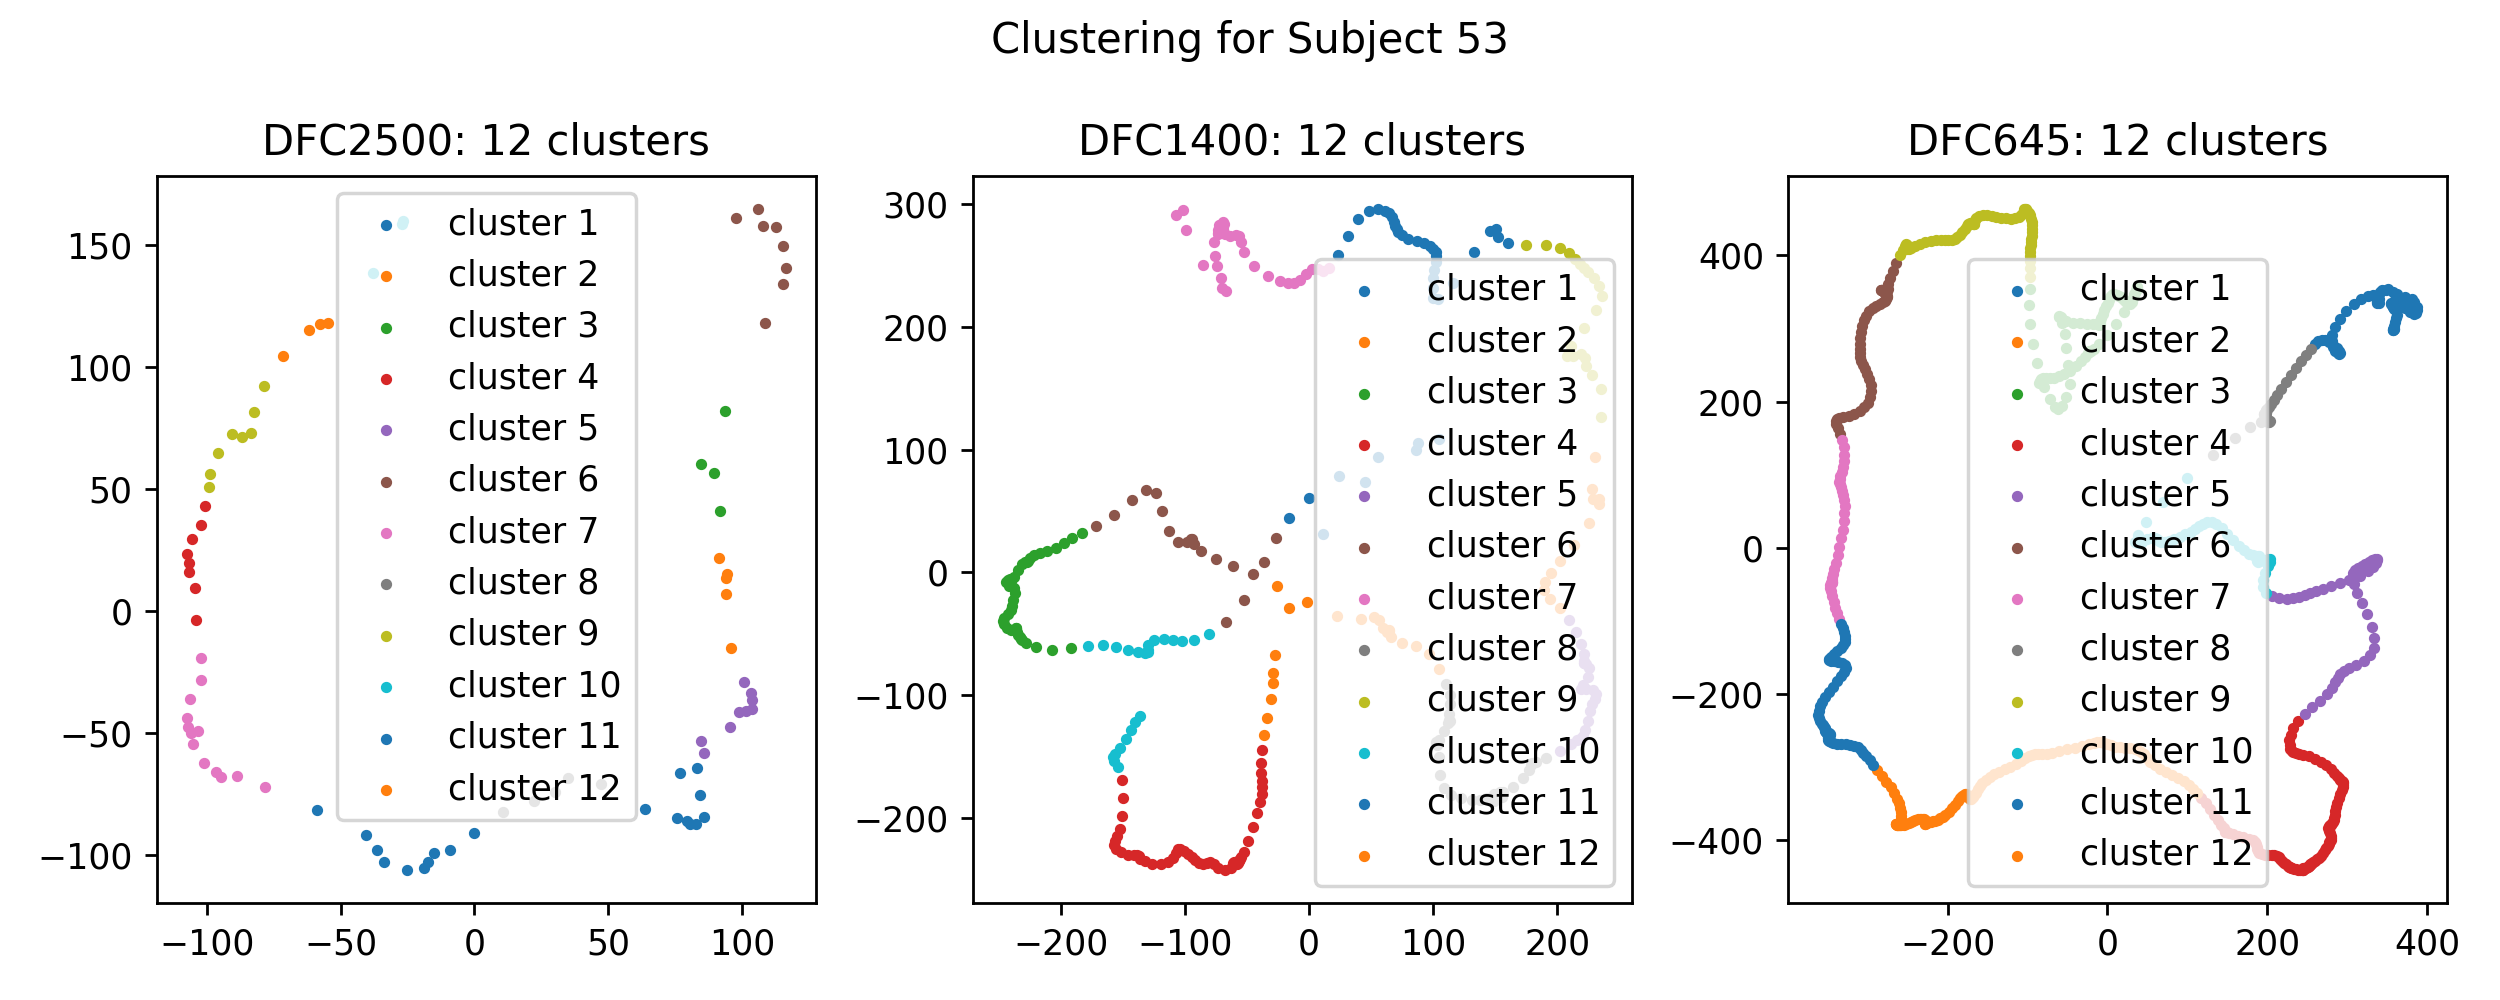 Clustering for Subject 53
DFC2500: 12 clusters
150
100
50
0
−50
−100
−100 −50 0 50 100
cluster 1
cluster 2
cluster 3
cluster 4
cluster 5
cluster 6
cluster 7
cluster 8
cluster 9
cluster 10
cluster 11
cluster 12
DFC1400: 12 clusters
300
200
100
0
−100
−200
−200 −100 0 100 200
cluster 1
cluster 2
cluster 3
cluster 4
cluster 5
cluster 6
cluster 7
cluster 8
cluster 9
cluster 10
cluster 11
cluster 12
DFC645: 12 clusters
400
200
0
−200
−400
−200 0 200 400
cluster 1
cluster 2
cluster 3
cluster 4
cluster 5
cluster 6
cluster 7
cluster 8
cluster 9
cluster 10
cluster 11
cluster 12